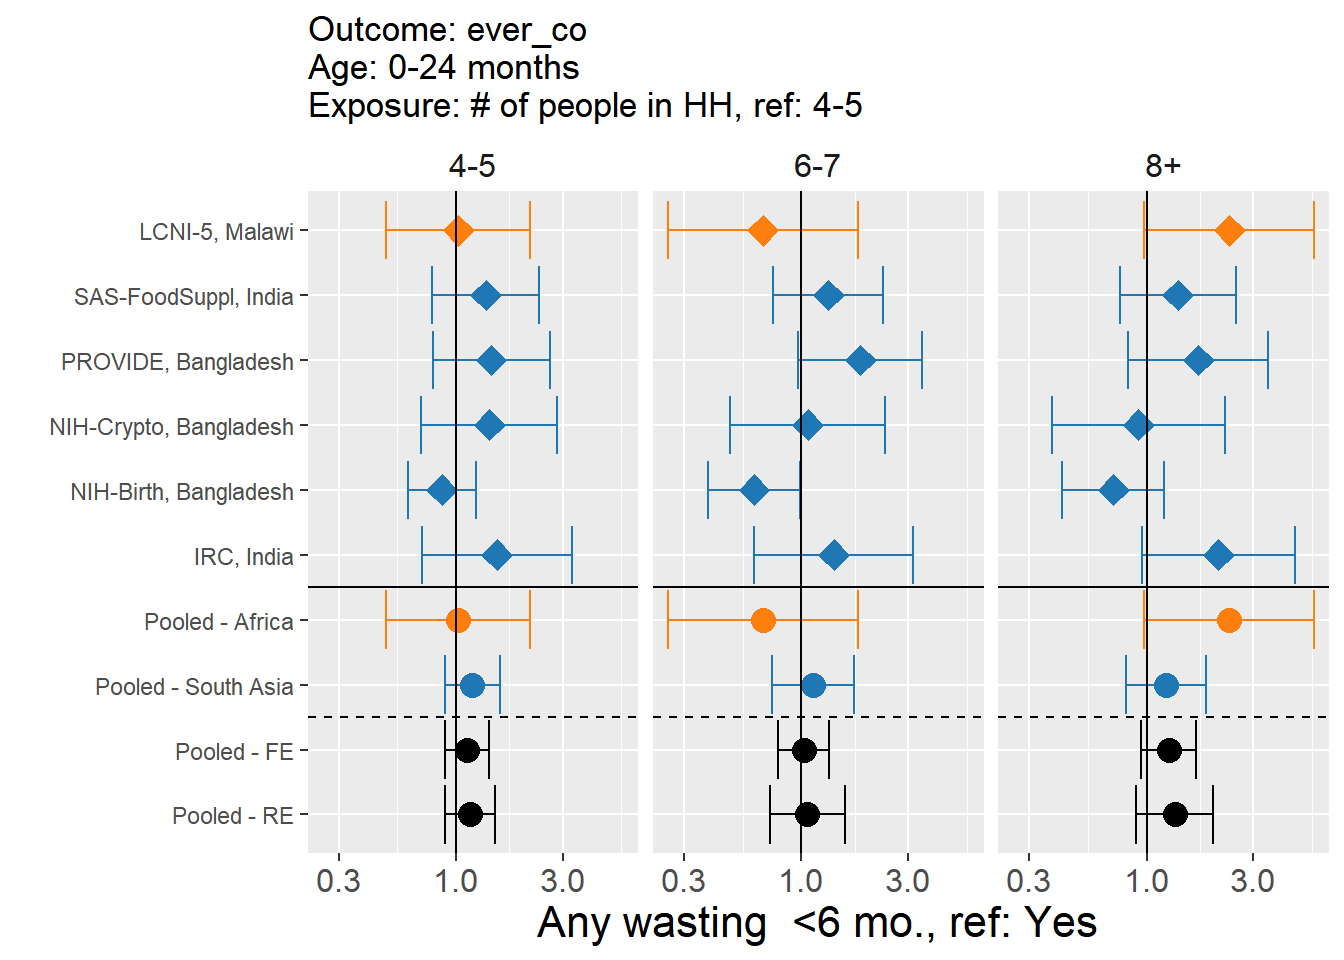 Outcome: ever_co
Age: 0-24 months
Exposure: # of people in HH, ref: 4-5
4-5 6-7 8+
LCNI-5, Malawi
SAS-FoodSuppl, India
PROVIDE, Bangladesh
NIH-Crypto, Bangladesh
NIH-Birth, Bangladesh
IRC, India
Pooled - Africa
Pooled - South Asia
Pooled - FE
Pooled - RE
0.3 1.0 3.0 0.3 1.0 3.0 0.3 1.0 3.0
Any wasting  <6 mo., ref: Yes